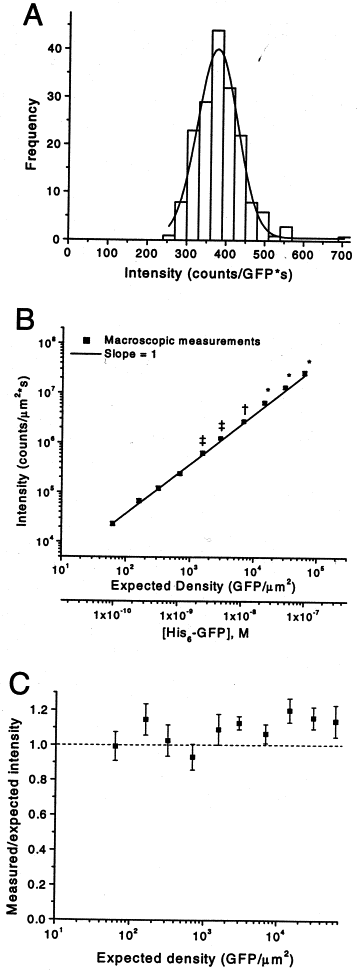 A
Frequency
40
30
20
10
0
0 100 200 300 400 500 600 700
Intensity (counts/GFP*s)
B
Intensity (counts/μm²*s)
10⁸
10⁷
10⁶
10⁵
10⁴
■ Macroscopic measurements
Slope = 1
‡ ‡ † * * *
10¹ 10² 10³ 10⁴ 10⁵
Expected Density (GFP/μm²)
1x10⁻¹⁰ 1x10⁻⁹ 1x10⁻⁸ 1x10⁻⁷
[His₆-GFP], M
C
Measured/expected intensity
1.2
1.0
0.8
0.6
0.4
0.2
0.0
10¹ 10² 10³ 10⁴
Expected density (GFP/μm²)